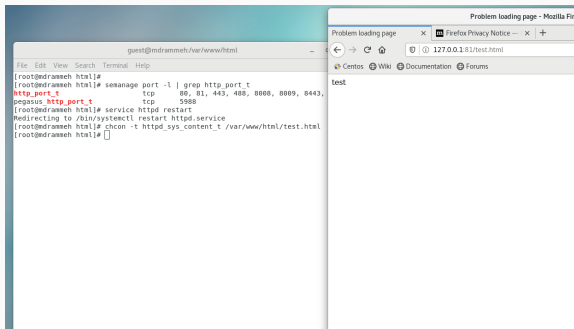 guest@mdrammeh:/var/www/html
File Edit View Search Terminal Help
[root@mdrammeh html]#
[root@mdrammeh html]# semanage port -l | grep http_port_t
http_port_t tcp 80, 81, 443, 488, 8008, 8009, 8443,
pegasus_http_port_t tcp 5988
[root@mdrammeh html]# service httpd restart
Redirecting to /bin/systemctl restart httpd.service
[root@mdrammeh html]# chcon -t httpd_sys_content_t /var/www/html/test.html
[root@mdrammeh html]#
Problem loading page - Mozilla Fir
Problem loading page
Firefox Privacy Notice —
127.0.0.1:81/test.html
Centos Wiki Documentation Forums
test